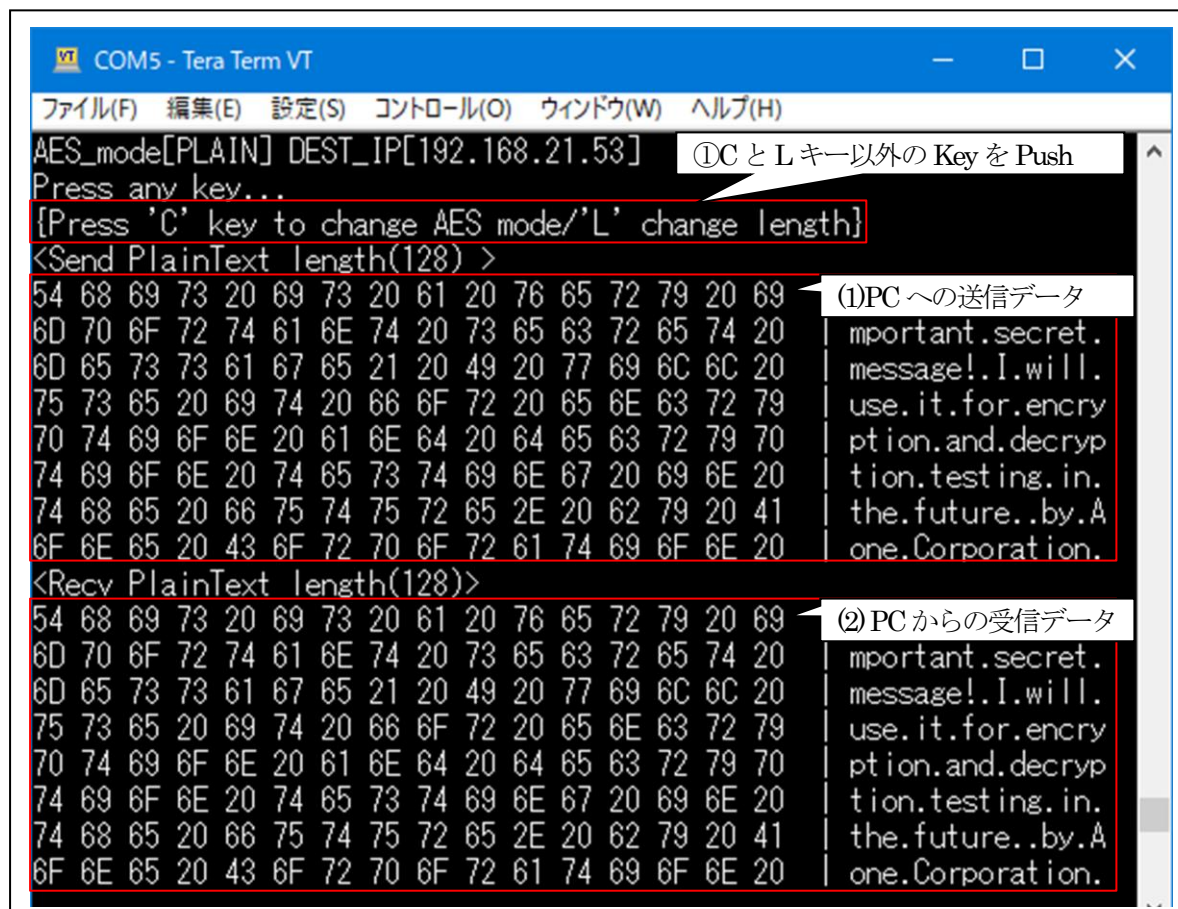 COM5 - Tera Term VT
ファイル(F) 編集(E) 設定(S) コントロール(O) ウィンドウ(W) ヘルプ(H)
AES_mode[PLAIN] DEST_IP[192.168.21.53]
①C と L キー以外の Key を Push
Press any key...
{Press 'C' key to change AES mode/'L' change length}
<Send PlainText length(128) >
54 68 69 73 20 69 73 20 61 20 76 65 72 79 20 69
(1)PC への送信データ
6D 70 6F 72 74 61 6E 74 20 73 65 63 72 65 74 20 | mportant.secret.
6D 65 73 73 61 67 65 21 20 49 20 77 69 6C 6C 20 | message!.I.will.
75 73 65 20 69 74 20 66 6F 72 20 65 6E 63 72 79 | use.it.for.encry
70 74 69 6F 6E 20 61 6E 64 20 64 65 63 72 79 70 | ption.and.decryp
74 69 6F 6E 20 74 65 73 74 69 6E 67 20 69 6E 20 | tion.testing.in.
74 68 65 20 66 75 74 75 72 65 2E 20 62 79 20 41 | the.future..by.A
6F 6E 65 20 43 6F 72 70 6F 72 61 74 69 6F 6E 20 | one.Corporation.
<Recv PlainText length(128)>
54 68 69 73 20 69 73 20 61 20 76 65 72 79 20 69
(2) PC からの受信データ
6D 70 6F 72 74 61 6E 74 20 73 65 63 72 65 74 20 | mportant.secret.
6D 65 73 73 61 67 65 21 20 49 20 77 69 6C 6C 20 | message!.I.will.
75 73 65 20 69 74 20 66 6F 72 20 65 6E 63 72 79 | use.it.for.encry
70 74 69 6F 6E 20 61 6E 64 20 64 65 63 72 79 70 | ption.and.decryp
74 69 6F 6E 20 74 65 73 74 69 6E 67 20 69 6E 20 | tion.testing.in.
74 68 65 20 66 75 74 75 72 65 2E 20 62 79 20 41 | the.future..by.A
6F 6E 65 20 43 6F 72 70 6F 72 61 74 69 6F 6E 20 | one.Corporation.